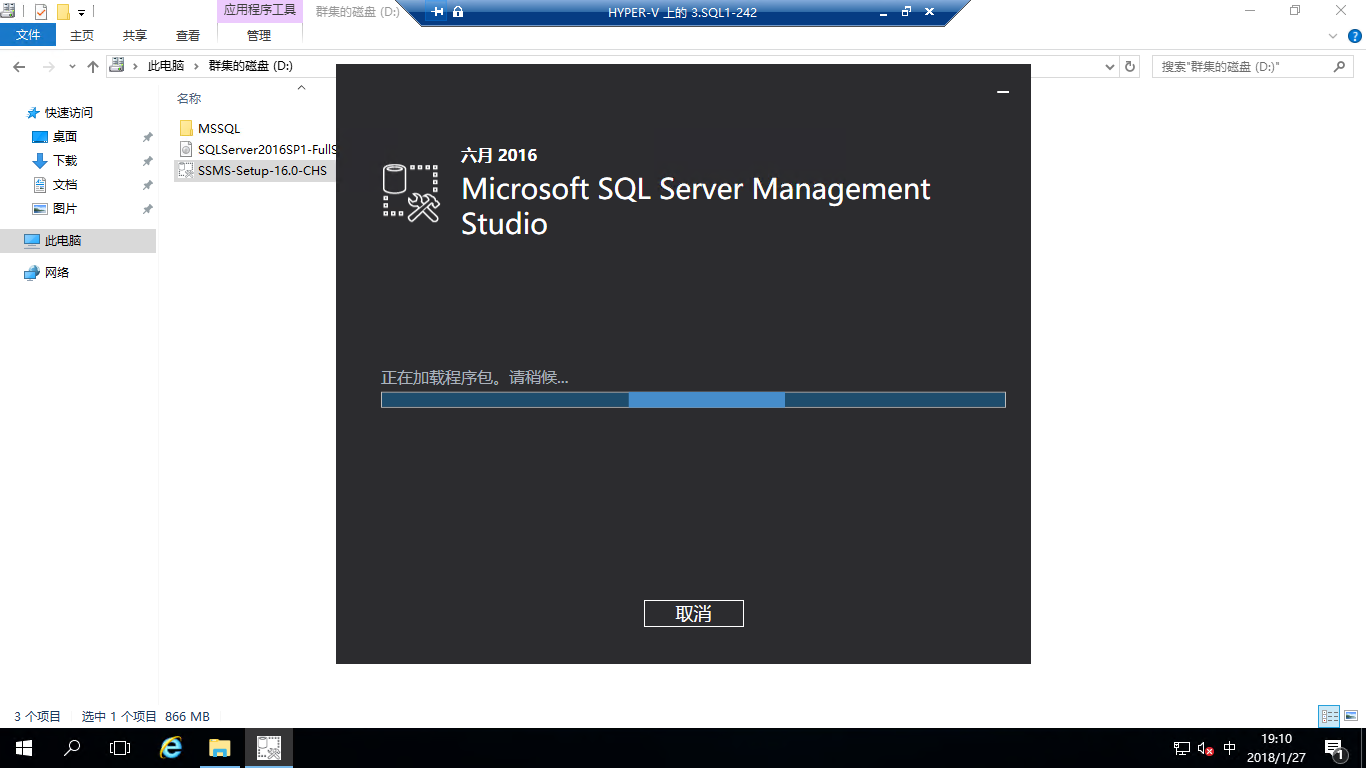 应用程序工具
群集的磁盘 (D:)
HYPER-V 上的 3.SQL1-242
文件
主页
共享
查看
管理
此电脑
群集的磁盘 (D:)
搜索"群集的磁盘 (D:)"
名称
快速访问
桌面
下载
文档
图片
此电脑
网络
MSSQL
SQLServer2016SP1-FullS
SSMS-Setup-16.0-CHS
六月 2016
Microsoft SQL Server Management
Studio
正在加载程序包。请稍候...
取消
3 个项目
选中 1 个项目 866 MB
中
19:10
2018/1/27
1